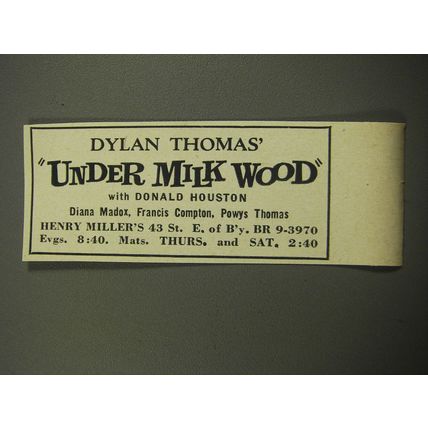 DYLAN THOMAS'
"UNDER MILK WOOD"
with DONALD HOUSTON
Diana Madox, Francis Compton, Powys Thomas
HENRY MILLER'S 43 St. E. of B'y. BR 9-3970
Evgs. 8:40. Mats. THURS. and SAT. 2:40